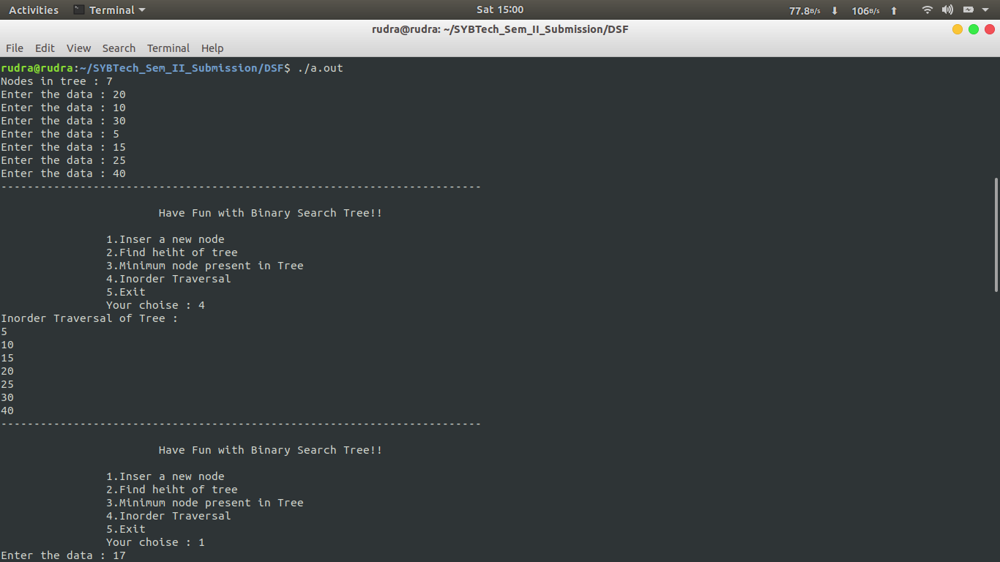 Activities Terminal Sat 15:00 77.8B/s ⬇ 106B/s ⬆
rudra@rudra: ~/SYBTech_Sem_II_Submission/DSF
File Edit View Search Terminal Help
rudra@rudra:~/SYBTech_Sem_II_Submission/DSF$ ./a.out
Nodes in tree : 7
Enter the data : 20
Enter the data : 10
Enter the data : 30
Enter the data : 5
Enter the data : 15
Enter the data : 25
Enter the data : 40
-------------------------------------------------------------------------
Have Fun with Binary Search Tree!!
1.Inser a new node
2.Find heiht of tree
3.Minimum node present in Tree
4.Inorder Traversal
5.Exit
Your choise : 4
Inorder Traversal of Tree :
5
10
15
20
25
30
40
-------------------------------------------------------------------------
Have Fun with Binary Search Tree!!
1.Inser a new node
2.Find heiht of tree
3.Minimum node present in Tree
4.Inorder Traversal
5.Exit
Your choise : 1
Enter the data : 17